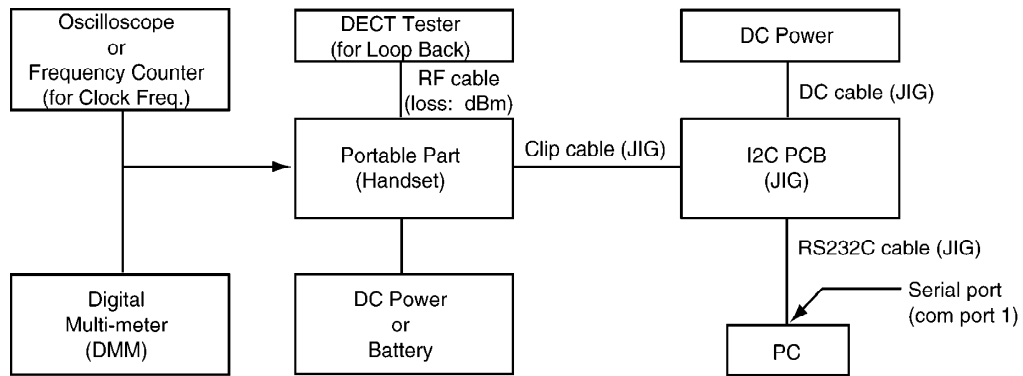 Oscilloscope
or
Frequency Counter
(for Clock Freq.)
DECT Tester
(for Loop Back)
DC Power
RF cable
(loss: dBm)
DC cable (JIG)
Portable Part
(Handset)
Clip cable (JIG)
I2C PCB
(JIG)
RS232C cable (JIG)
Digital
Multi-meter
(DMM)
DC Power
or
Battery
Serial port
(com port 1)
PC